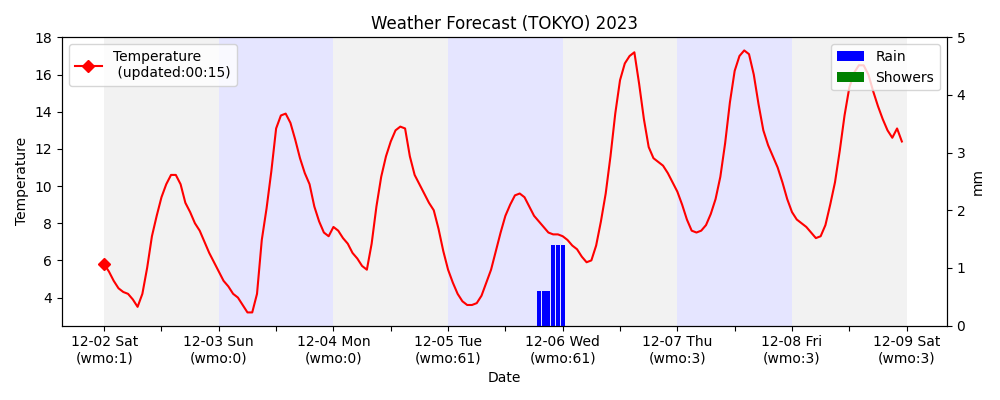 Weather Forecast (TOKYO) 2023
Temperature
(updated:00:15)
Rain
Showers
18
16
14
12
10
8
6
4
Temperature
5
4
3
2
1
0
mm
12-02 Sat
(wmo:1)
12-03 Sun
(wmo:0)
12-04 Mon
(wmo:0)
12-05 Tue
(wmo:61)
12-06 Wed
(wmo:61)
12-07 Thu
(wmo:3)
12-08 Fri
(wmo:3)
12-09 Sat
(wmo:3)
Date